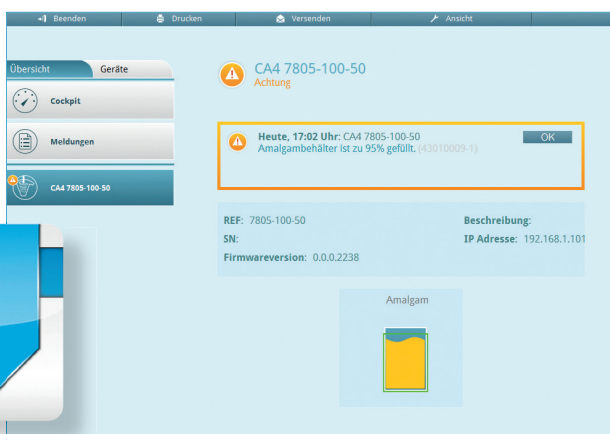 Beenden Drucken Versenden Ansicht
Übersicht Geräte
Cockpit
Meldungen
CA4 7805-100-50
CA4 7805-100-50
Achtung
Heute, 17:02 Uhr: CA4 7805-100-50 OK
Amalgambehälter ist zu 95% gefüllt. (43010009-1)
REF: 7805-100-50 Beschreibung:
SN: IP Adresse: 192.168.1.101
Firmwareversion: 0.0.0.2238
Amalgam